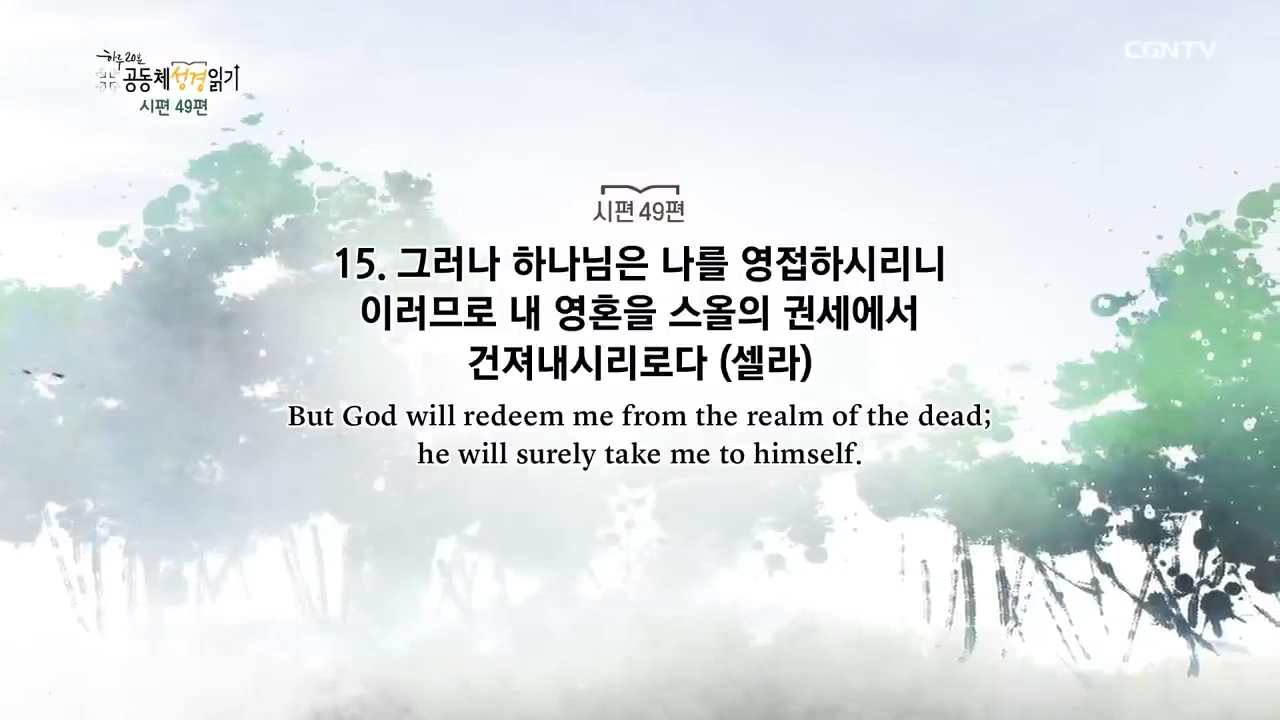 하루 20분
공동체성경읽기
시편 49편
CGNTV
시편 49편
15. 그러나 하나님은 나를 영접하시리니
이러므로 내 영혼을 스올의 권세에서
건져내시리로다 (셀라)
But God will redeem me from the realm of the dead;
he will surely take me to himself.